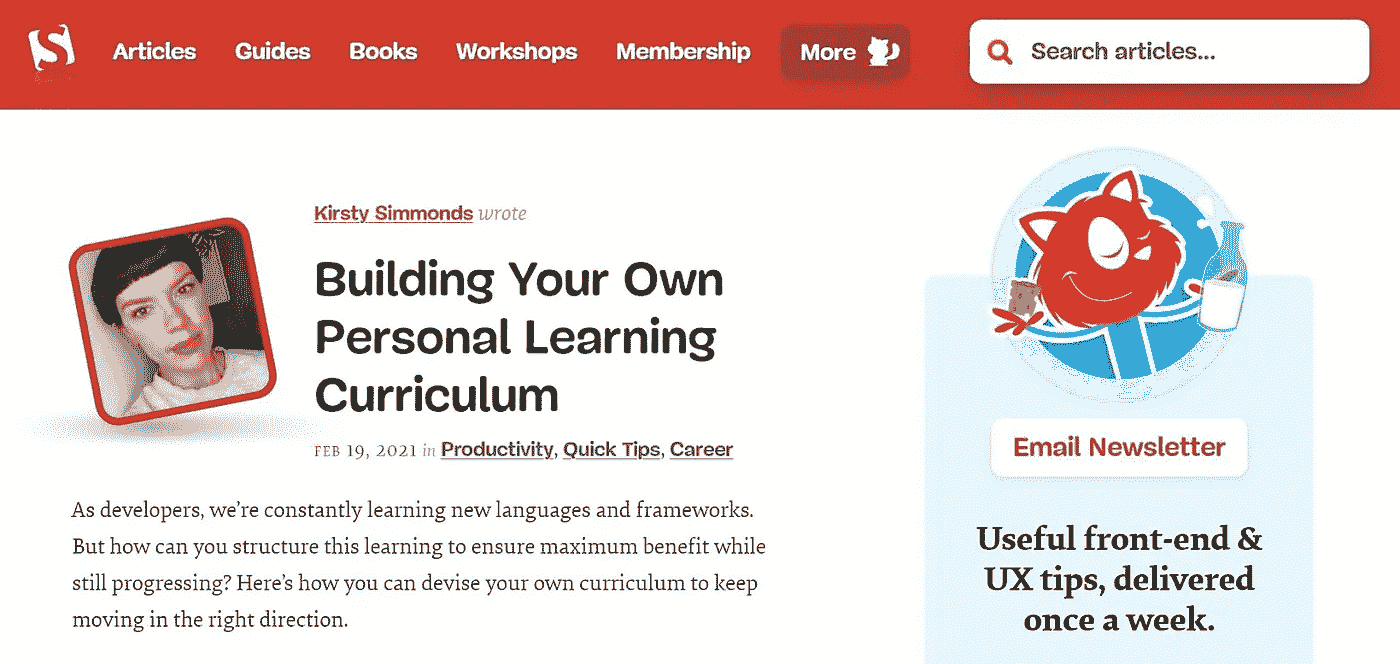 Articles Guides Books Workshops Membership More Search articles...
Kirsty Simmonds wrote
Building Your Own
Personal Learning
Curriculum
FEB 19, 2021 in Productivity, Quick Tips, Career
As developers, we’re constantly learning new languages and frameworks.
But how can you structure this learning to ensure maximum benefit while
still progressing? Here’s how you can devise your own curriculum to keep
moving in the right direction.
Email Newsletter
Useful front-end &
UX tips, delivered
once a week.